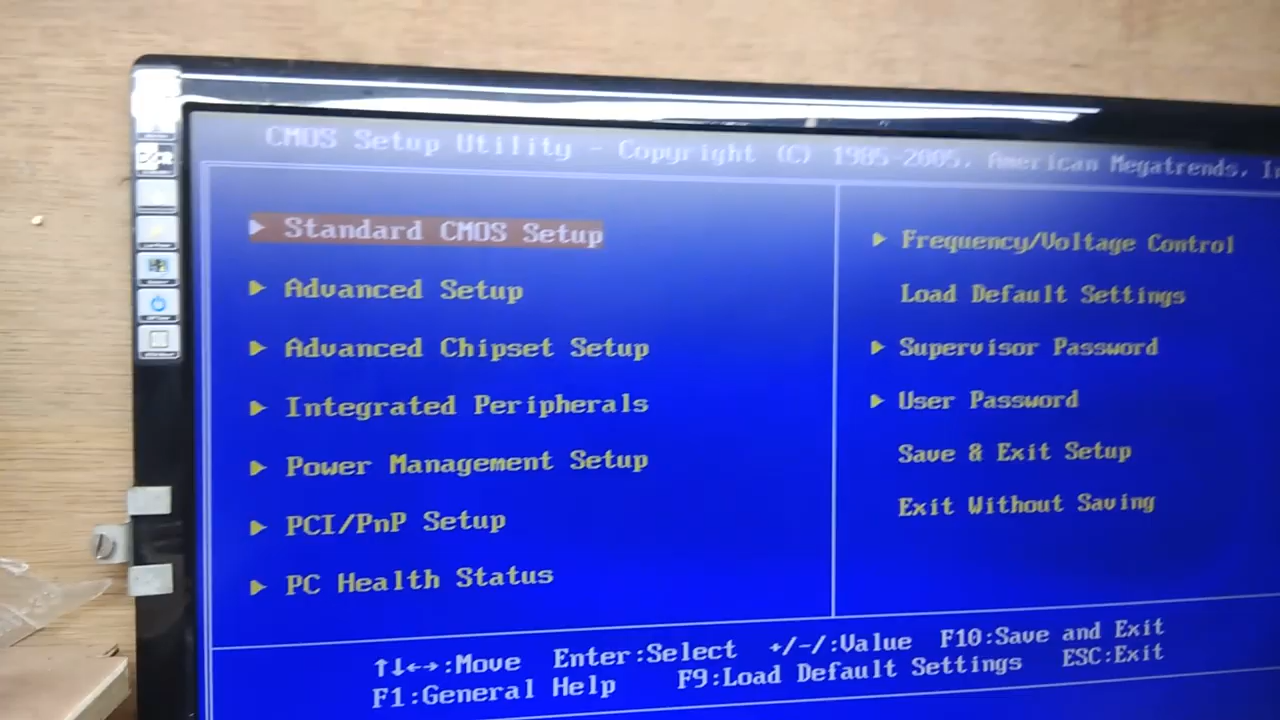 CMOS Setup Utility - Copyright (C) 1985-2005, American Megatrends,
Standard CMOS Setup
Advanced Setup
Advanced Chipset Setup
Integrated Peripherals
Power Management Setup
PCI/PnP Setup
PC Health Status
Frequency/Voltage Control
Load Default Settings
Supervisor Password
User Password
Save & Exit Setup
Exit Without Saving
↑↓←→:Move Enter:Select +/-/:Value F10:Save and Exit
F1:General Help F9:Load Default Settings ESC:Exit